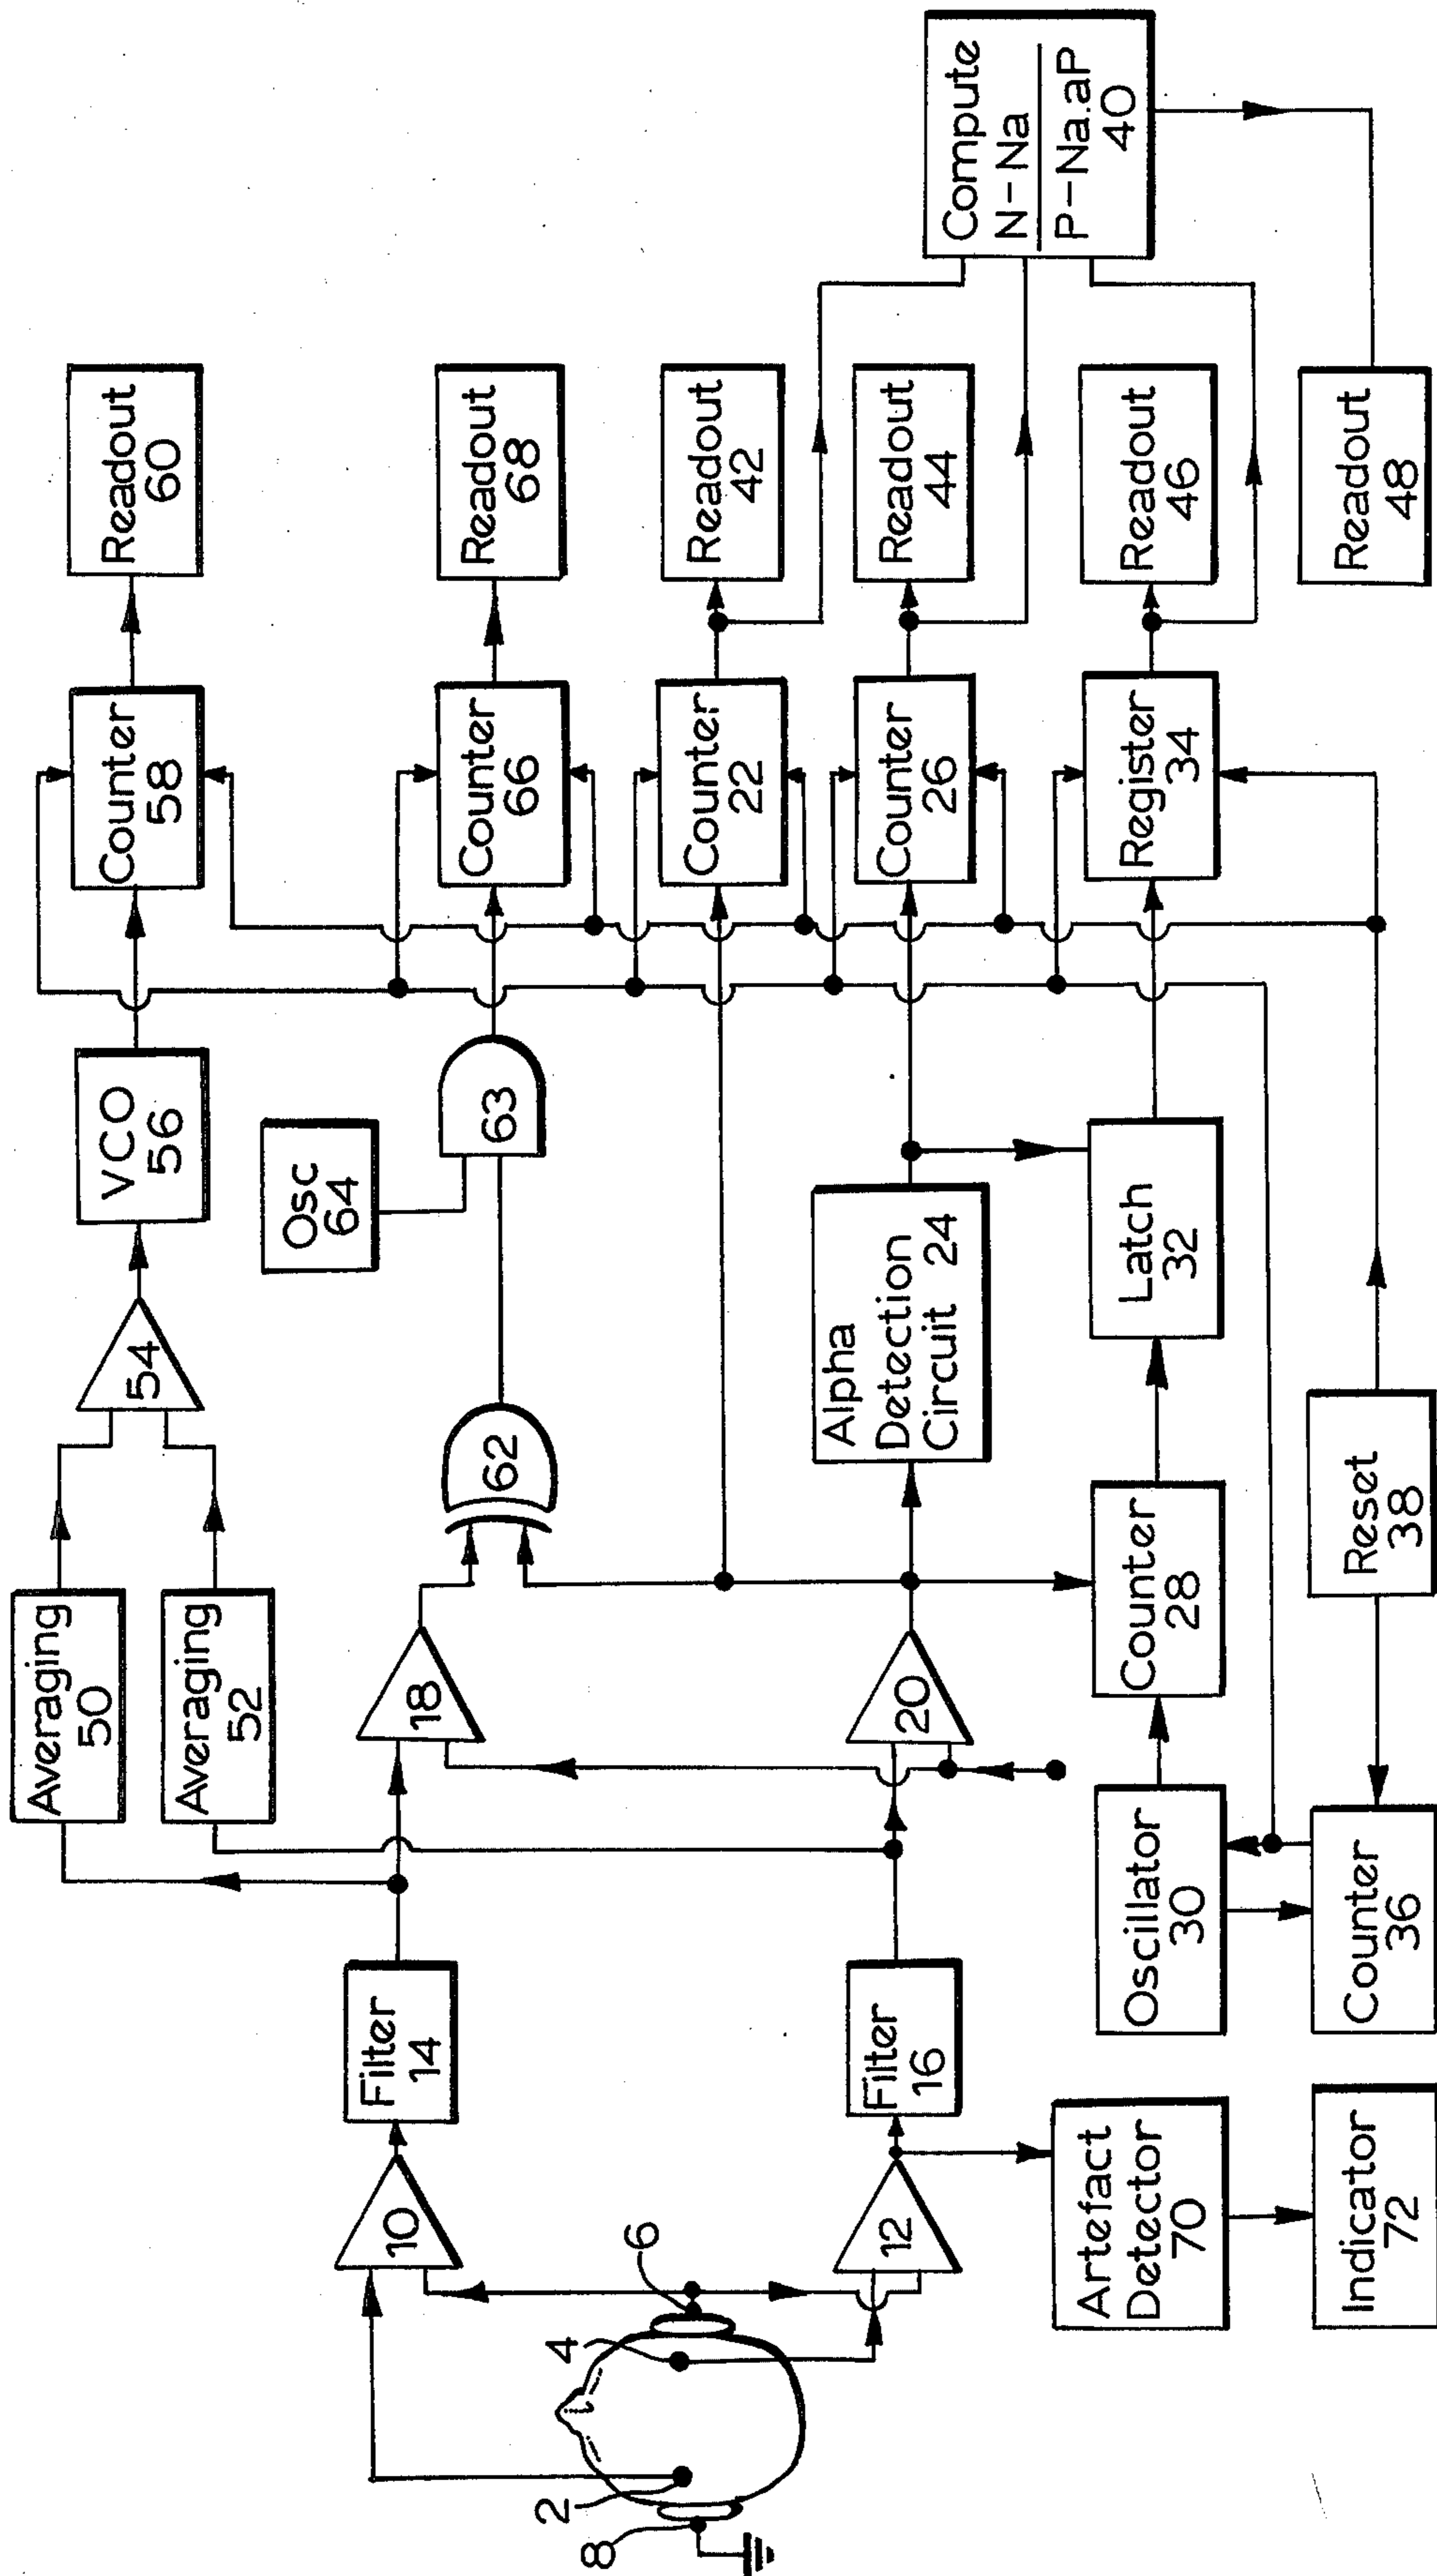 Averaging
50
Averaging
52
54
VCO
56
Counter
58
Readout
60
Osc
64
10
Filter
14
18
62
63
Counter
66
Readout
68
2
4
6
8
Counter
22
Readout
42
12
Filter
16
20
Alpha
Detection
Circuit 24
Counter
26
Readout
44
Compute
N-Na
P-Na.aP
40
Artefact
Detector
70
Oscillator
30
Counter
28
Latch
32
Register
34
Readout
46
Indicator
72
Counter
36
Reset
38
Readout
48